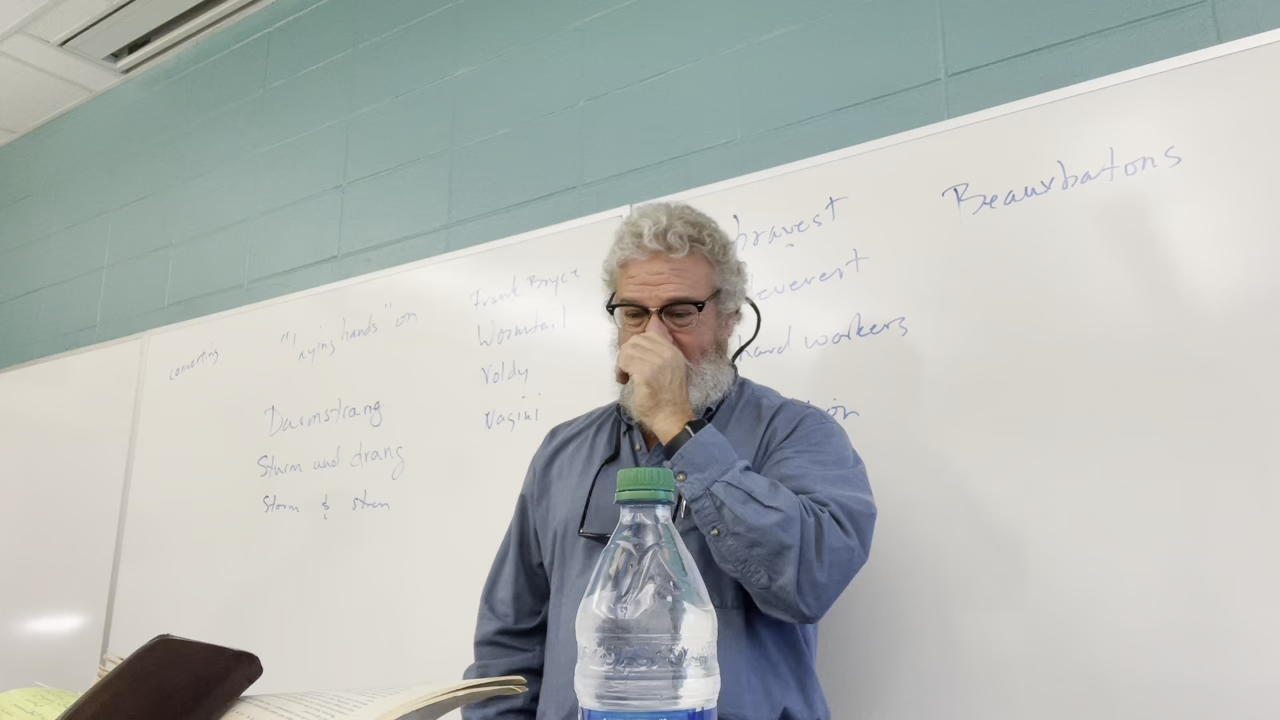 converting
"laying hands" on
Durmstrang
Sturm und drang
Storm &
Frank Bryce
Wormtail
Voldy
Nagini
bravest
cleverest
hard workers
Beauxbatons